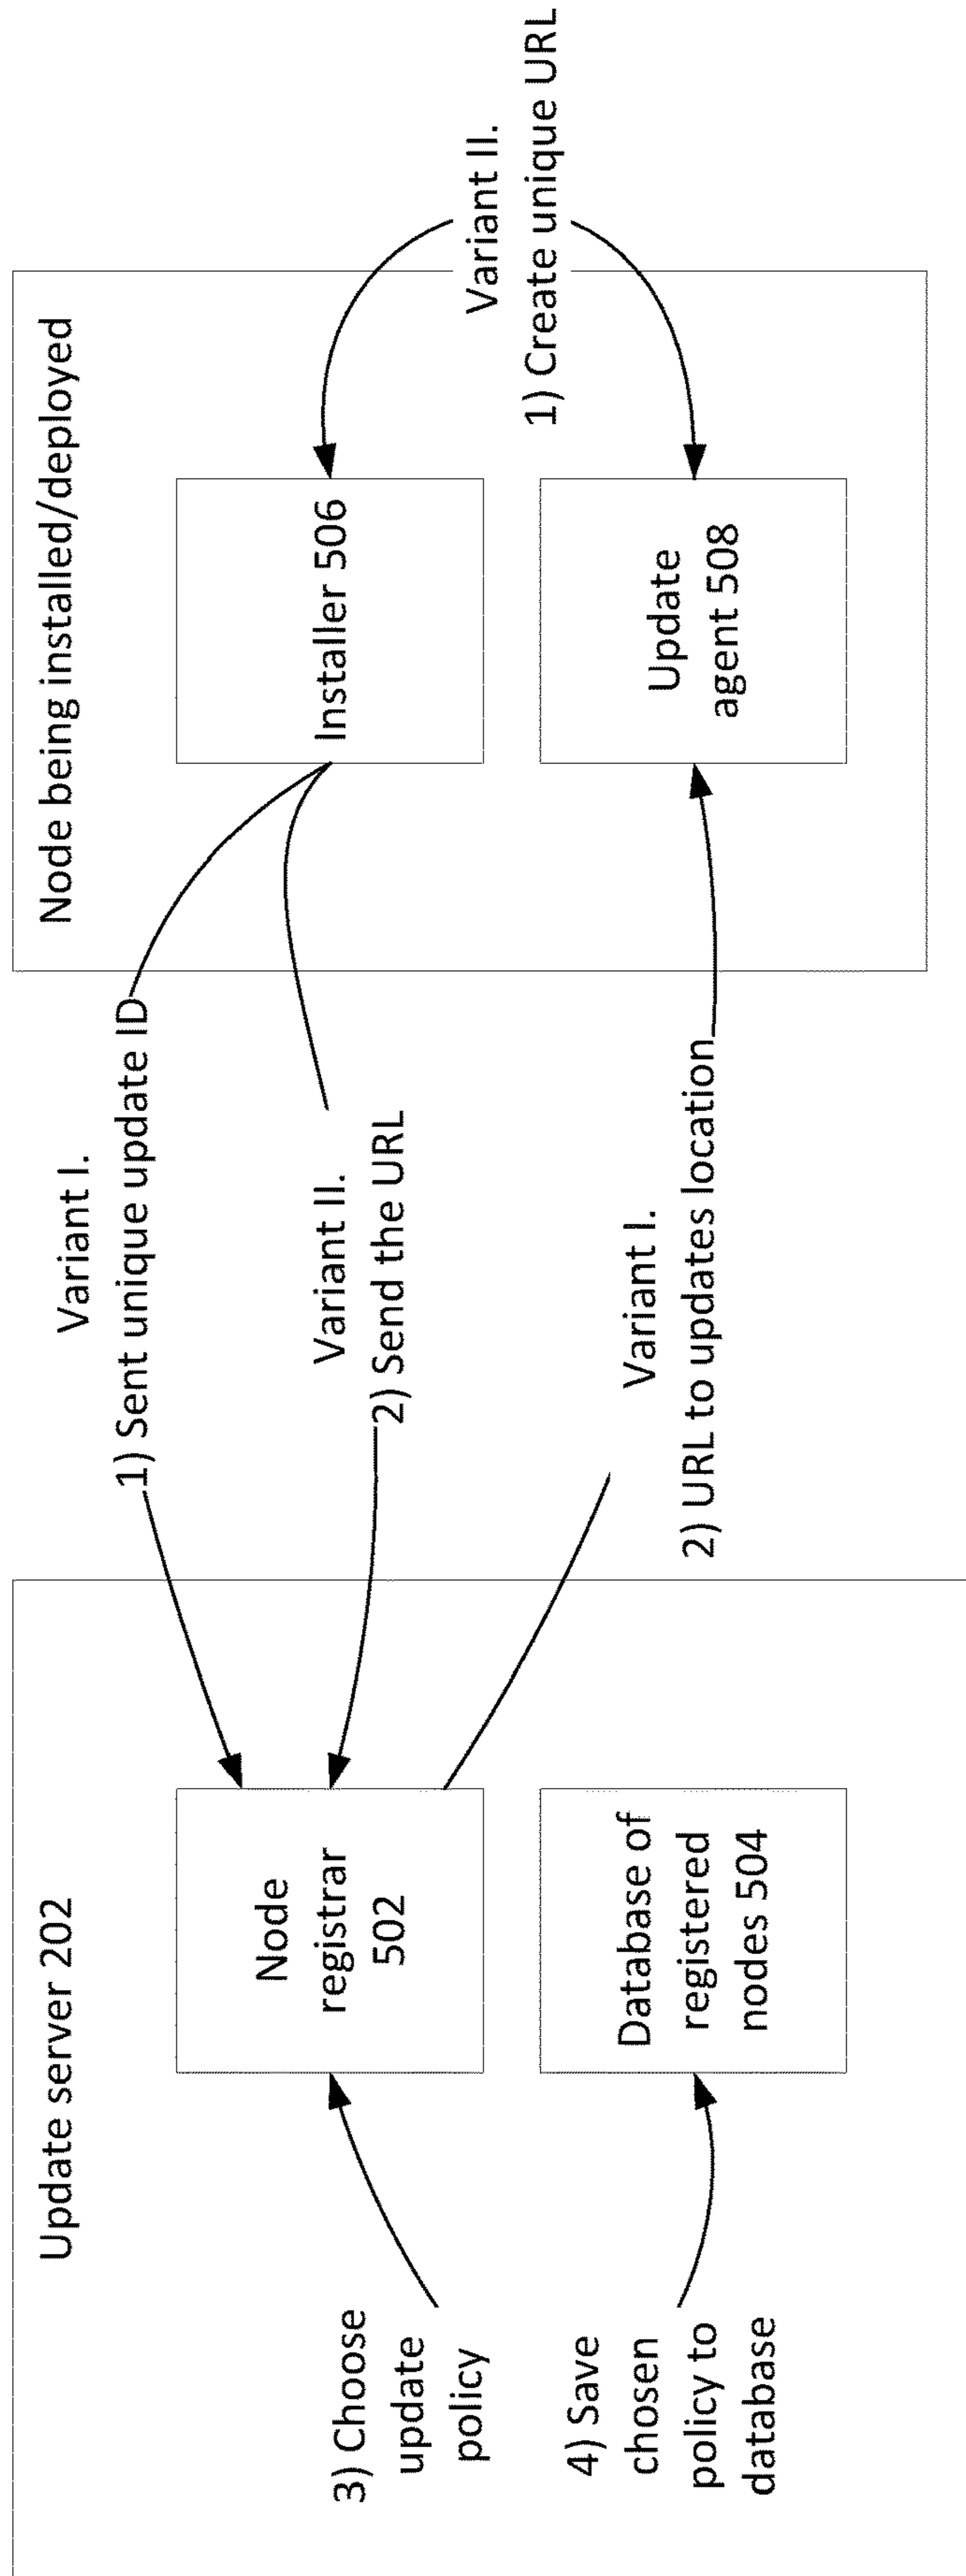 Update server 202
Node
registrar
502
Database of
registered
nodes 504
3) Choose
update
policy
4) Save
chosen
policy to
database
Variant I.
1) Sent unique update ID
Variant II.
2) Send the URL
Variant I.
2) URL to updates location
Node being installed/deployed
Installer 506
Update
agent 508
Variant II.
1) Create unique URL